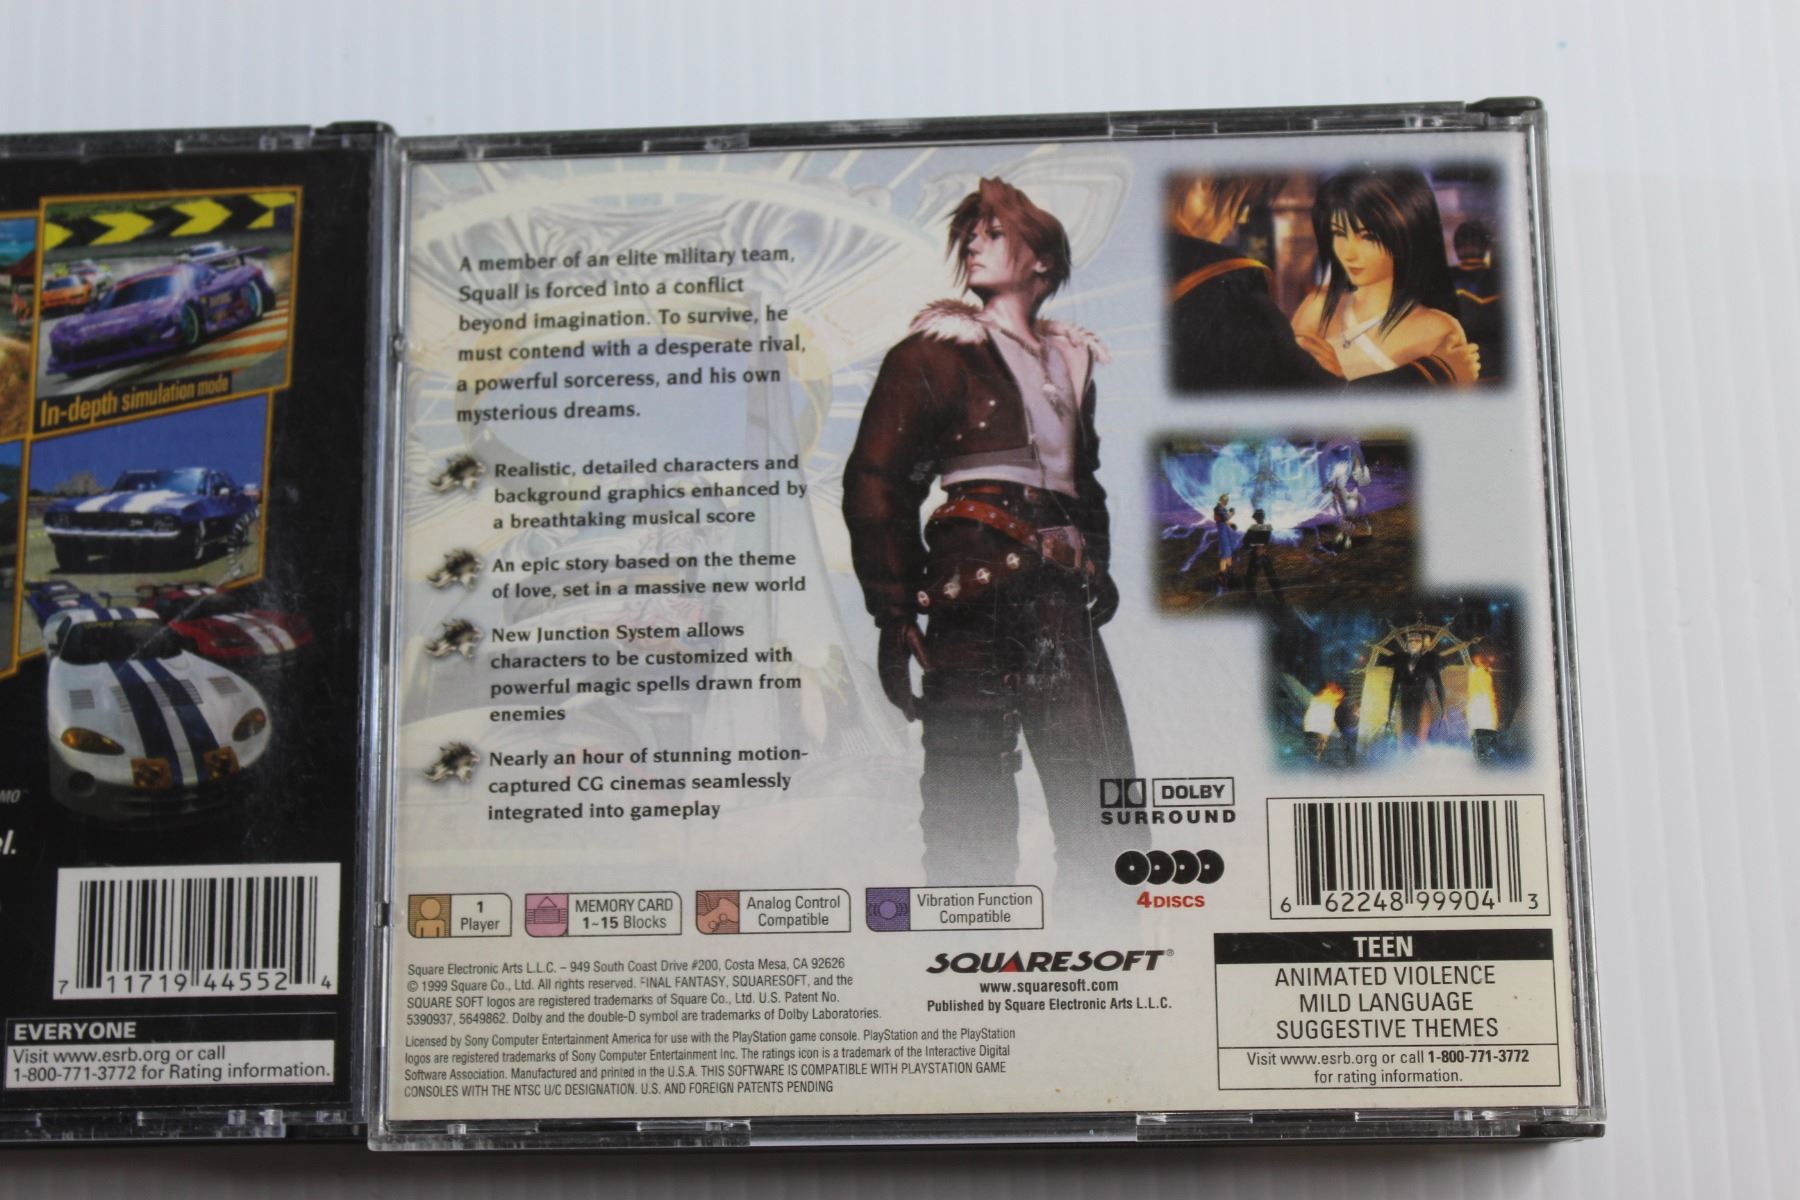 In-depth simulation mode
7 11719 44552 4
EVERYONE
Visit www.esrb.org or call
1-800-771-3772 for Rating information.
A member of an elite military team,
Squall is forced into a conflict
beyond imagination. To survive, he
must contend with a desperate rival,
a powerful sorceress, and his own
mysterious dreams.
Realistic, detailed characters and
background graphics enhanced by
a breathtaking musical score
An epic story based on the theme
of love, set in a massive new world
New Junction System allows
characters to be customized with
powerful magic spells drawn from
enemies
Nearly an hour of stunning motion-
captured CG cinemas seamlessly
integrated into gameplay
DOLBY
SURROUND
4 DISCS
6 62248 99904 3
1
Player
MEMORY CARD
1~15 Blocks
Analog Control
Compatible
Vibration Function
Compatible
Square Electronic Arts L.L.C. - 949 South Coast Drive #200, Costa Mesa, CA 92626
© 1999 Square Co., Ltd. All rights reserved. FINAL FANTASY, SQUARESOFT, and the
SQUARE SOFT logos are registered trademarks of Square Co., Ltd. U.S. Patent No.
5390937, 5649862. Dolby and the double-D symbol are trademarks of Dolby Laboratories.
Licensed by Sony Computer Entertainment America for use with the PlayStation game console. PlayStation and the PlayStation
logos are registered trademarks of Sony Computer Entertainment Inc. The ratings icon is a trademark of the Interactive Digital
Software Association. Manufactured and printed in the U.S.A. THIS SOFTWARE IS COMPATIBLE WITH PLAYSTATION GAME
CONSOLES WITH THE NTSC U/C DESIGNATION. U.S. AND FOREIGN PATENTS PENDING
SQUARESOFT®
www.squaresoft.com
Published by Square Electronic Arts L.L.C.
TEEN
ANIMATED VIOLENCE
MILD LANGUAGE
SUGGESTIVE THEMES
Visit www.esrb.org or call 1-800-771-3772
for rating information.